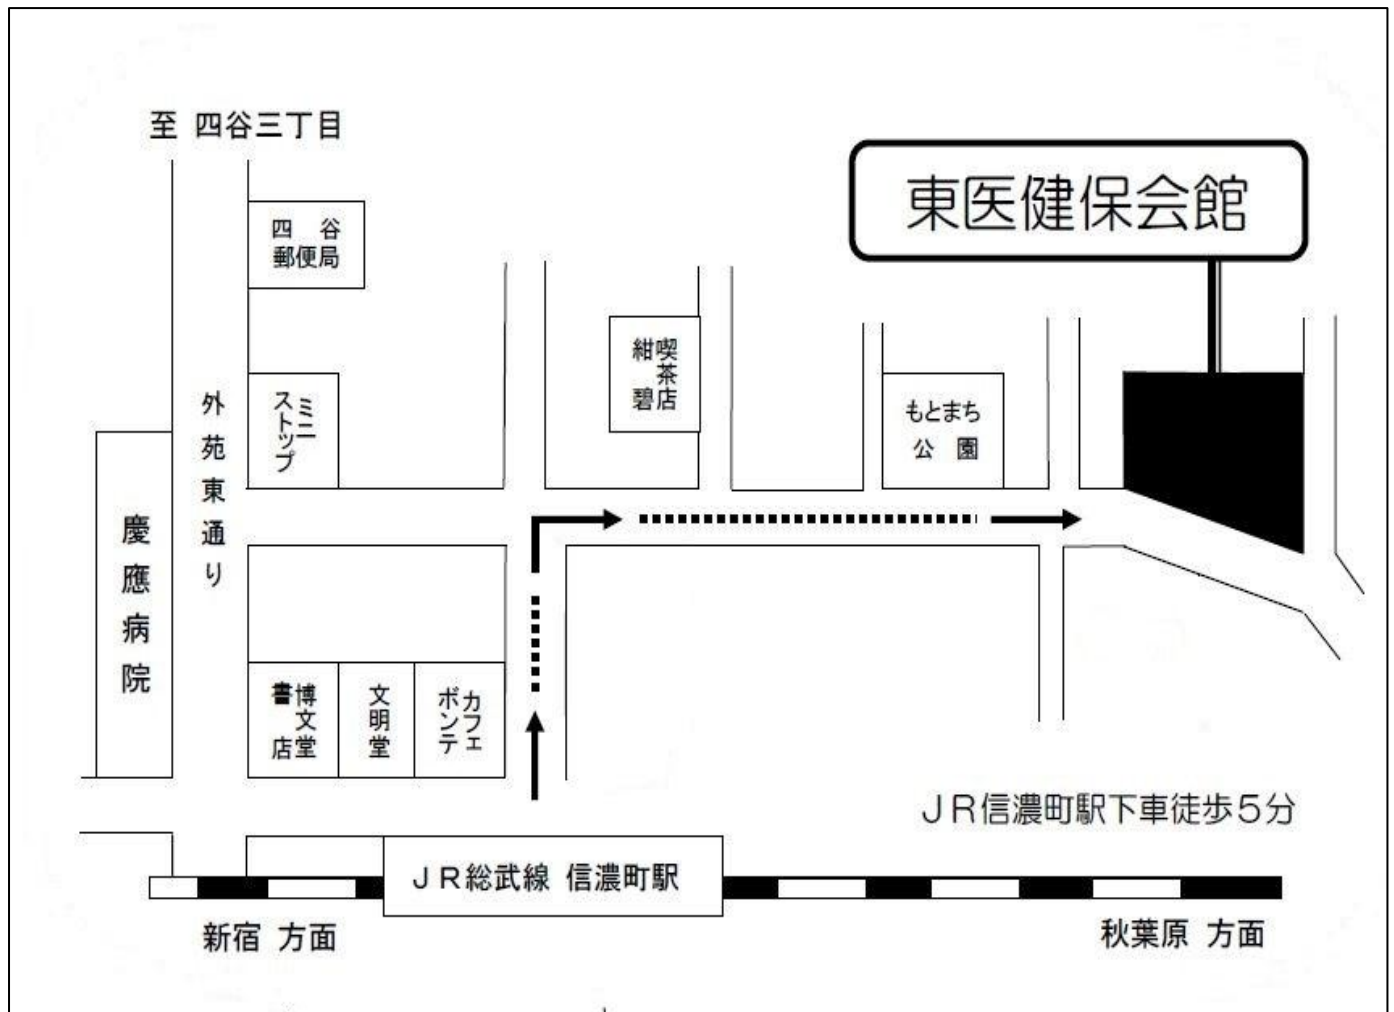 至 四谷三丁目
東医健保会館
四 谷
郵便局
喫茶店
紺 碧
ミニ
ストップ
もとまち
公 園
外苑東通り
慶應病院
博文堂
書 店
文明堂
カフェ
ボンテ
JR信濃町駅下車徒歩5分
JR総武線 信濃町駅
新宿 方面
秋葉原 方面